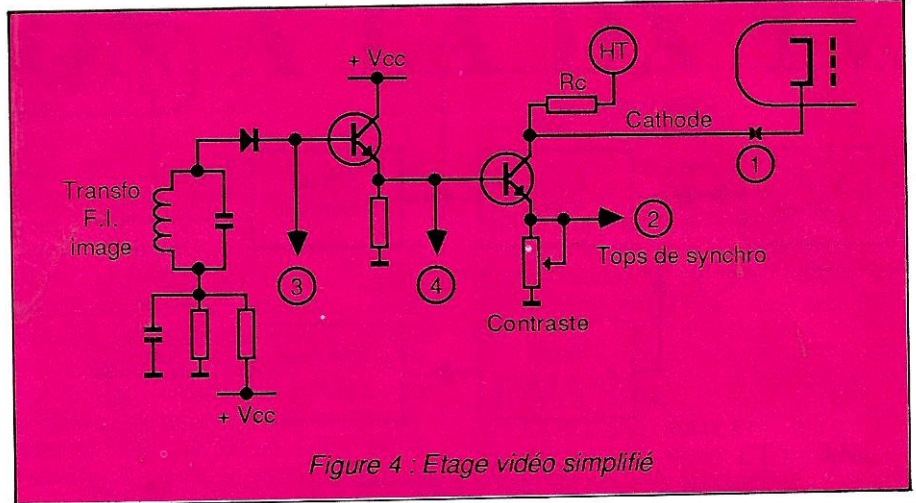 + Vcc
HT
Rc
Cathode
1
Transfo
F.I.
image
2
Tops de synchro
3
4
Contraste
+ Vcc
Figure 4 : Etage vidéo simplifié